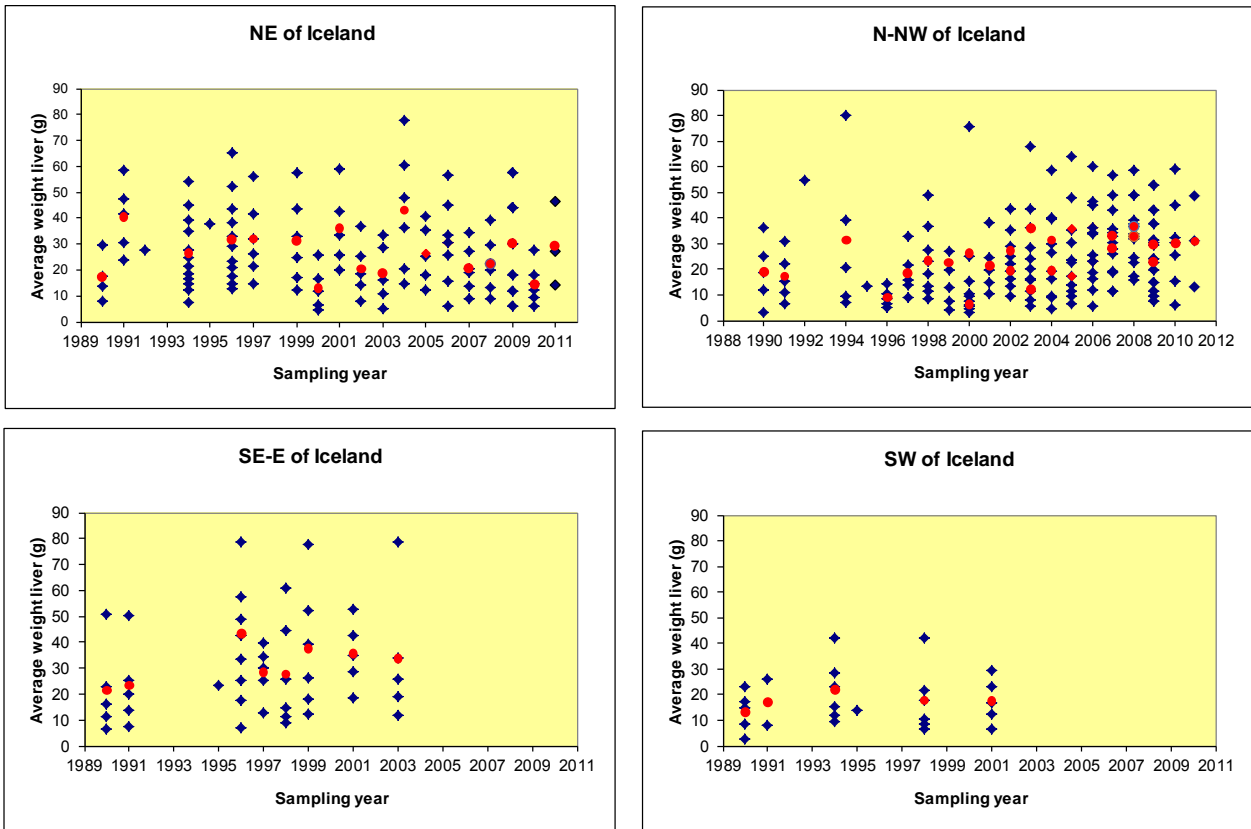 NE of Iceland
Average weight liver (g)
90
80
70
60
50
40
30
20
10
0
1989 1991 1993 1995 1997 1999 2001 2003 2005 2007 2009 2011
Sampling year
N-NW of Iceland
Average weight liver (g)
90
80
70
60
50
40
30
20
10
0
1988 1990 1992 1994 1996 1998 2000 2002 2004 2006 2008 2010 2012
Sampling year
SE-E of Iceland
Average weight liver (g)
90
80
70
60
50
40
30
20
10
0
1989 1991 1993 1995 1997 1999 2001 2003 2005 2007 2009 2011
Sampling year
SW of Iceland
Average weight liver (g)
90
80
70
60
50
40
30
20
10
0
1989 1991 1993 1995 1997 1999 2001 2003 2005 2007 2009 2011
Sampling year